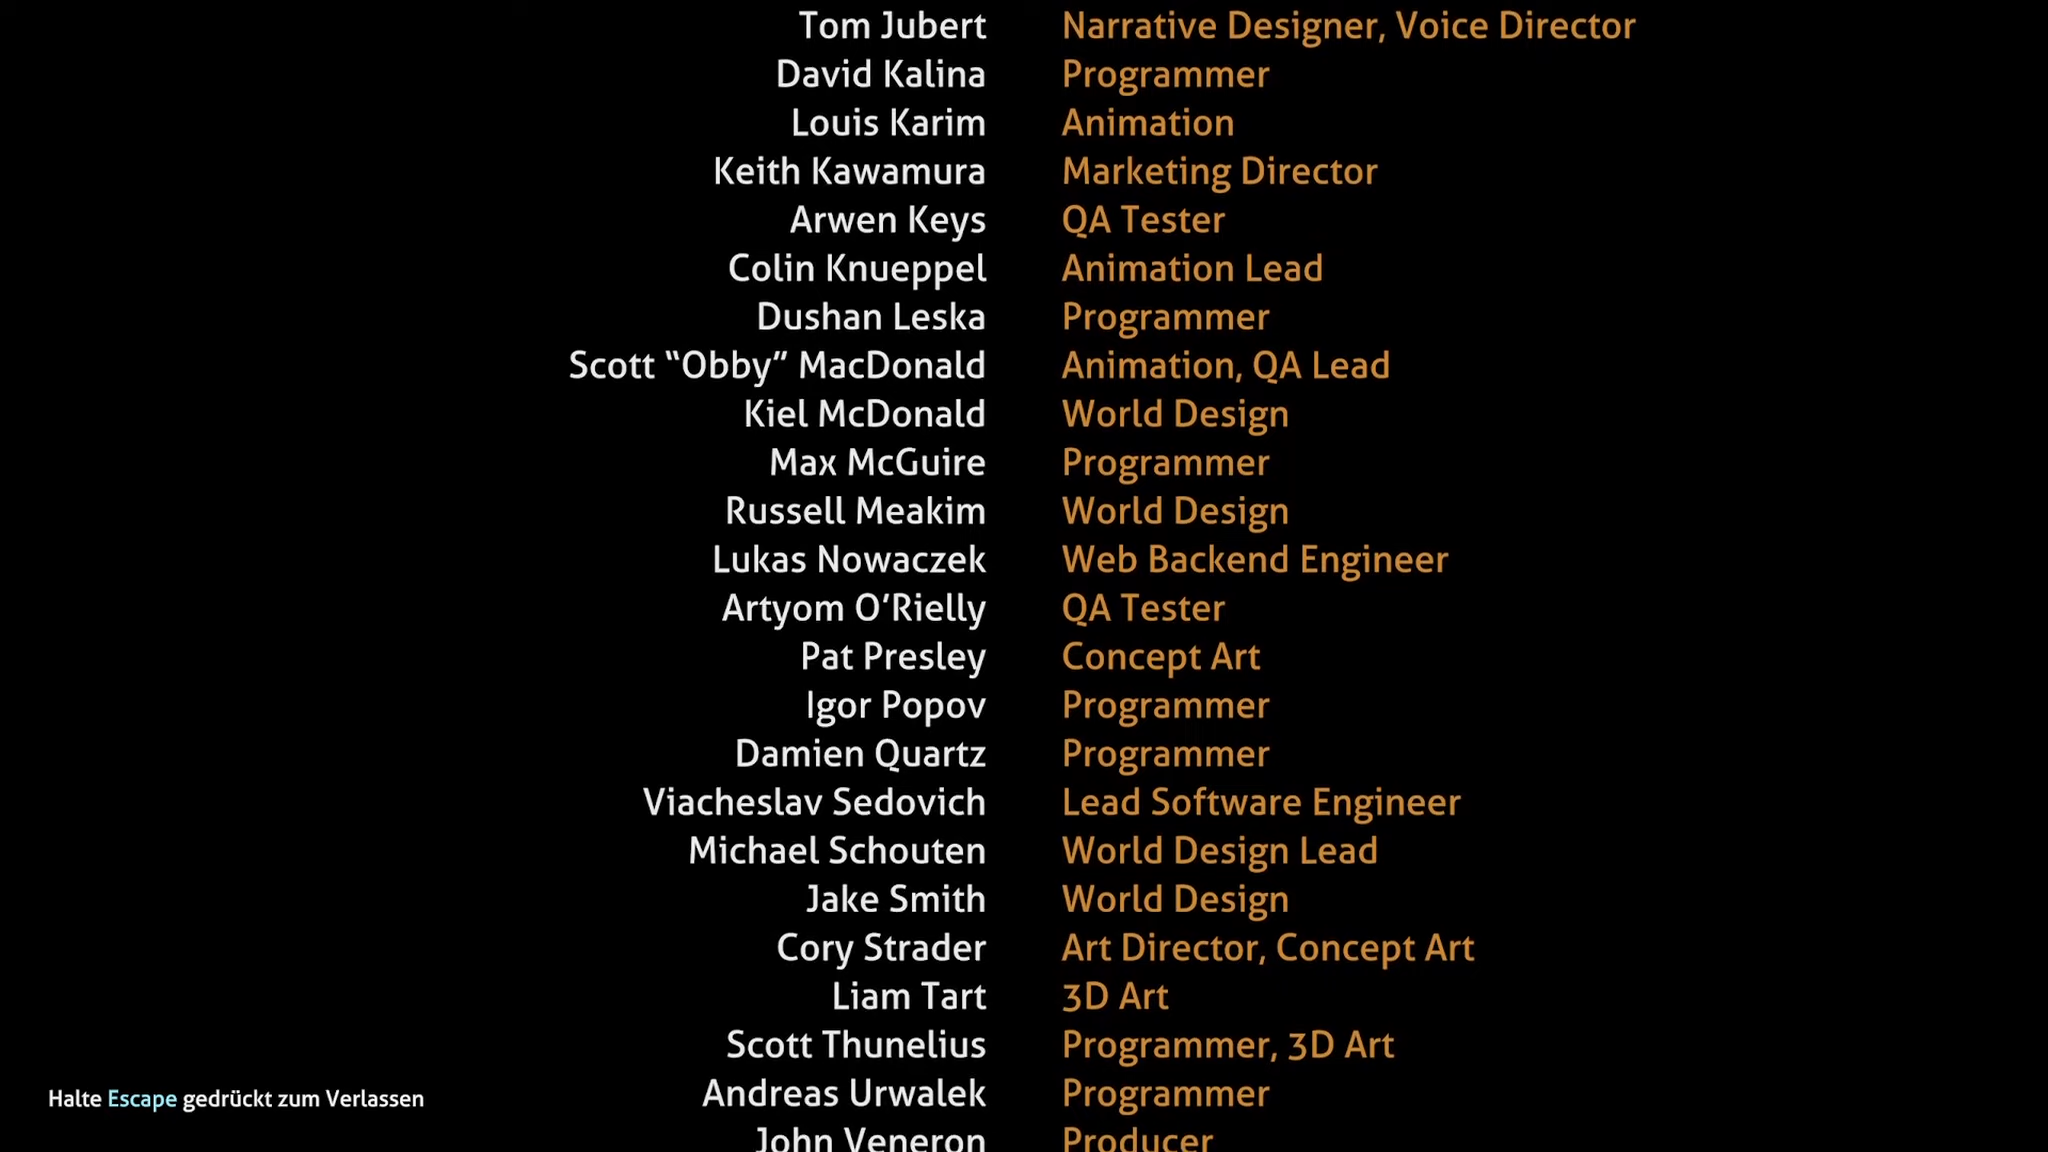 Tom Jubert Narrative Designer, Voice Director
David Kalina Programmer
Louis Karim Animation
Keith Kawamura Marketing Director
Arwen Keys QA Tester
Colin Knueppel Animation Lead
Dushan Leska Programmer
Scott “Obby” MacDonald Animation, QA Lead
Kiel McDonald World Design
Max McGuire Programmer
Russell Meakim World Design
Lukas Nowaczek Web Backend Engineer
Artyom O’Rielly QA Tester
Pat Presley Concept Art
Igor Popov Programmer
Damien Quartz Programmer
Viacheslav Sedovich Lead Software Engineer
Michael Schouten World Design Lead
Jake Smith World Design
Cory Strader Art Director, Concept Art
Liam Tart 3D Art
Scott Thunelius Programmer, 3D Art
Andreas Urwalek Programmer
Halte Escape gedrückt zum Verlassen
John Veneron Producer